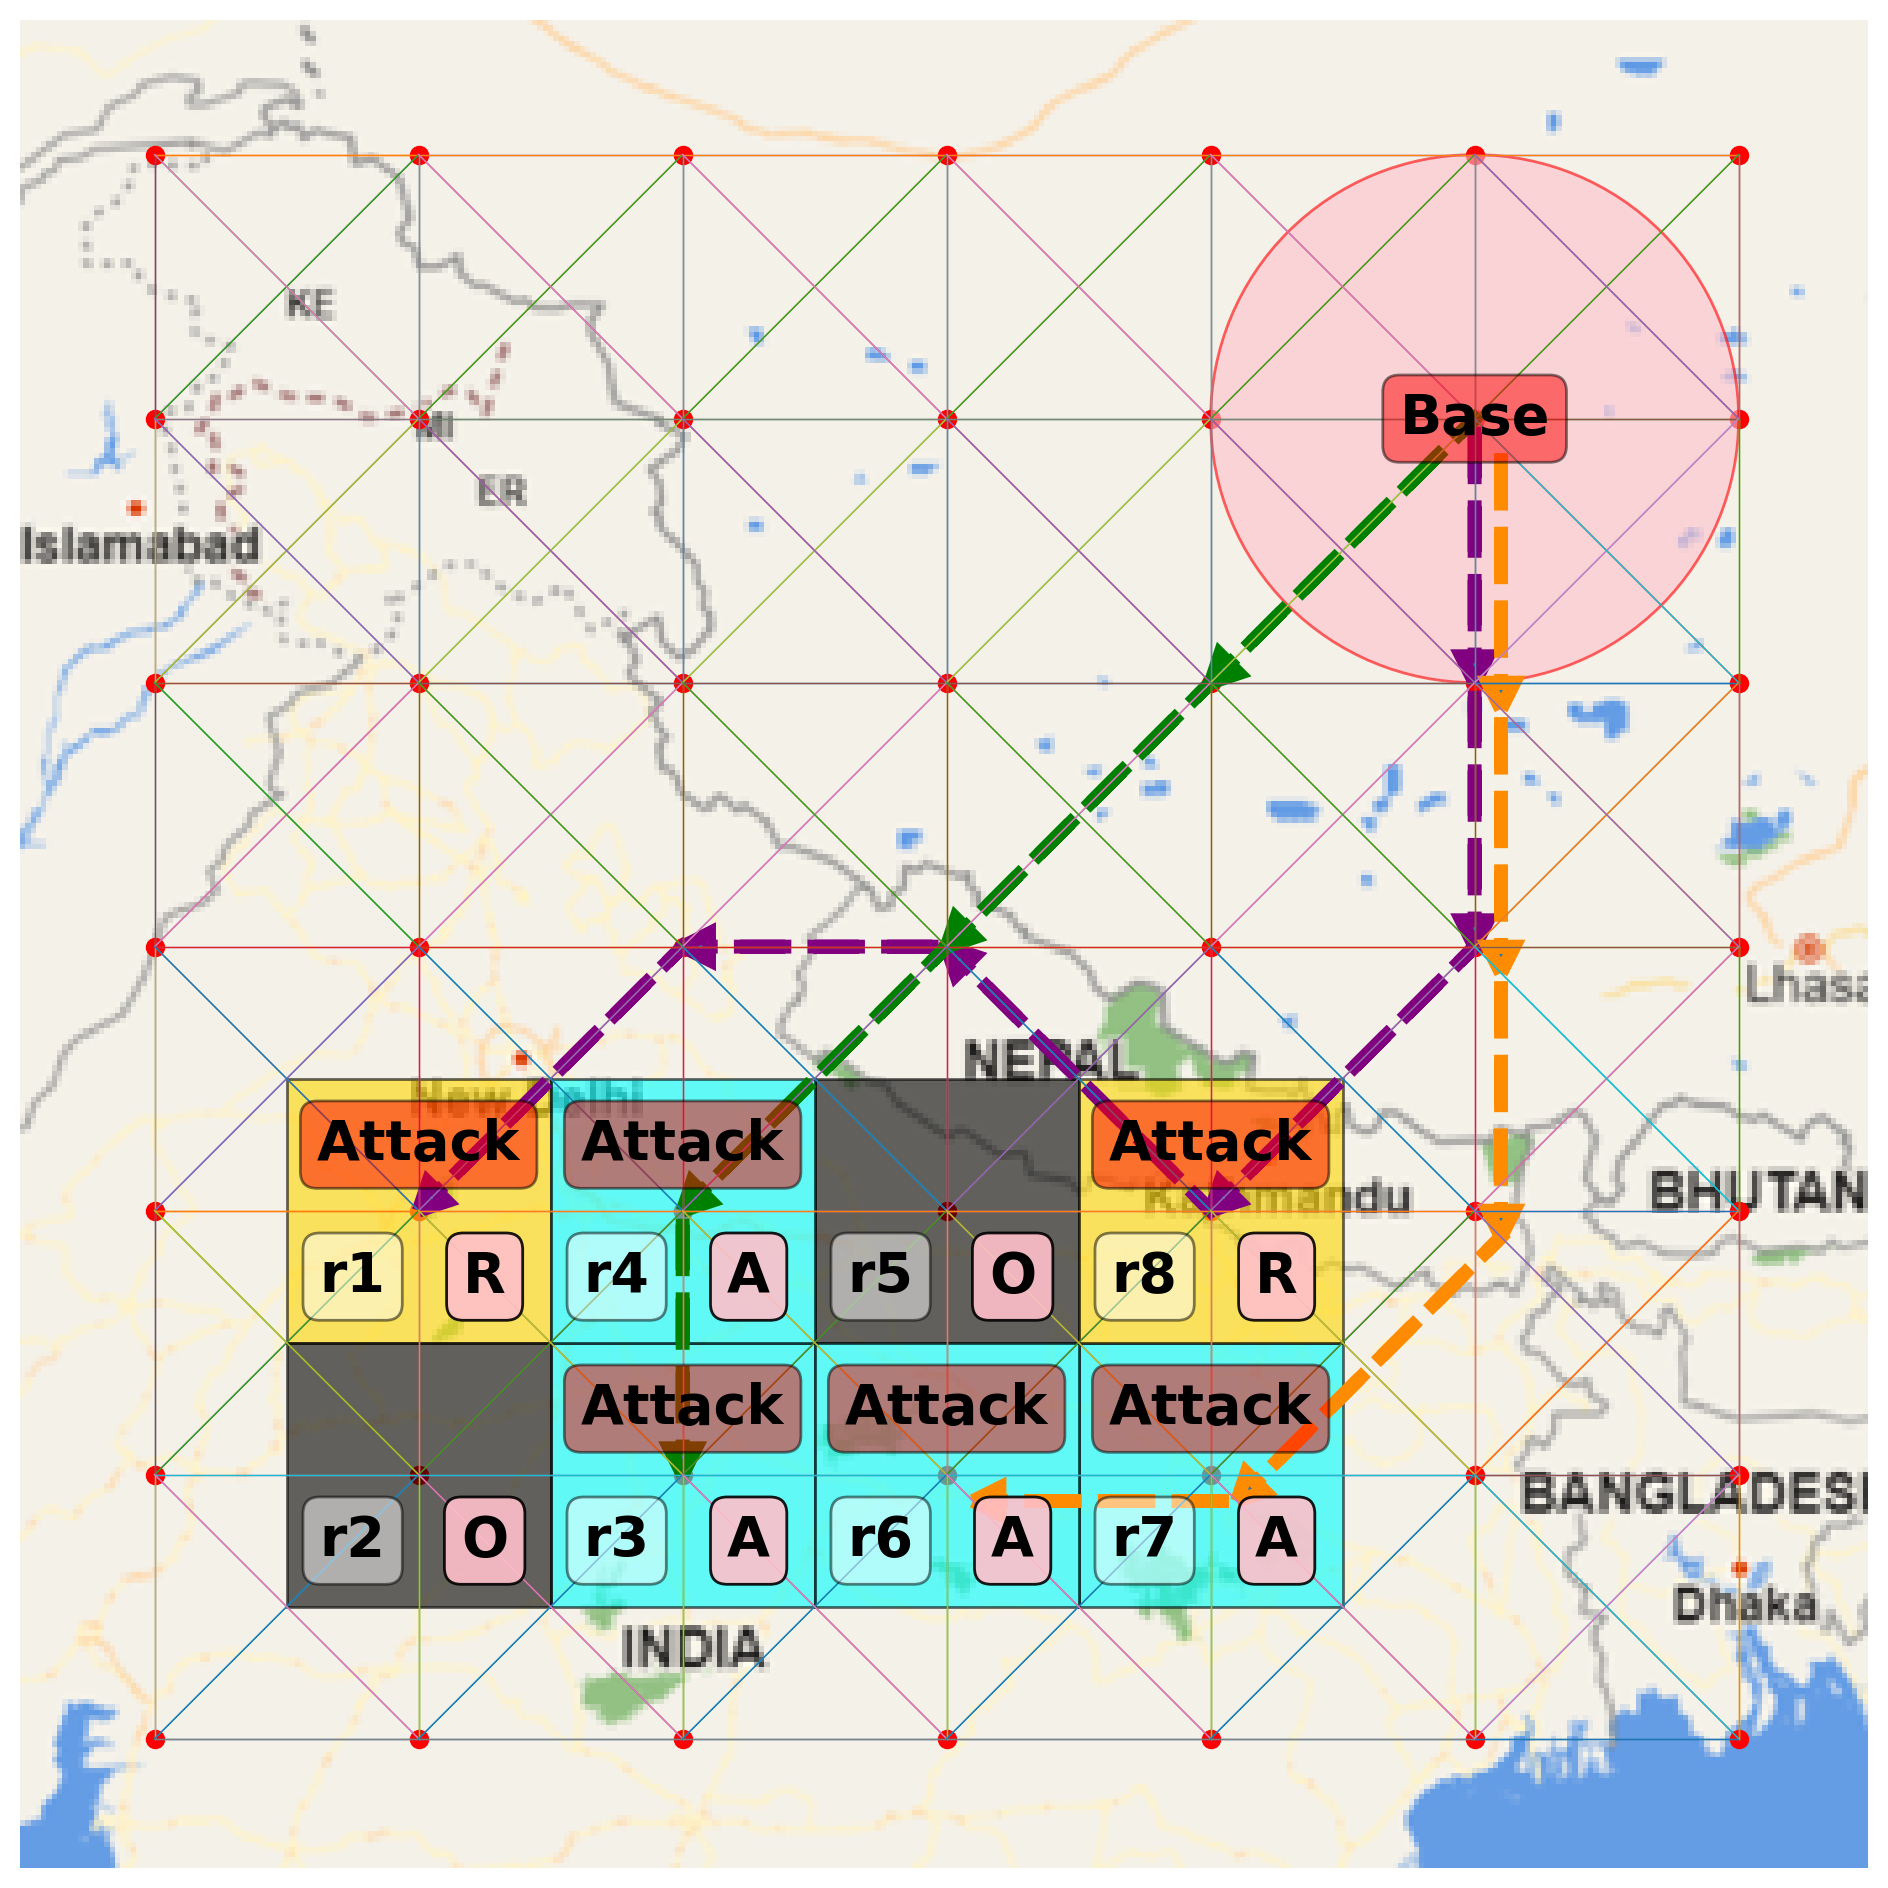 KE
Base
NI
ER
Islamabad
Lhasa
NEPAL
New Delhi
Attack
Attack
Attack
Kathmandu
BHUTAN
r1 R r4 A r5 O r8 R
Attack
Attack
Attack
BANGLADESH
r2 O r3 A r6 A r7 A
Dhaka
INDIA